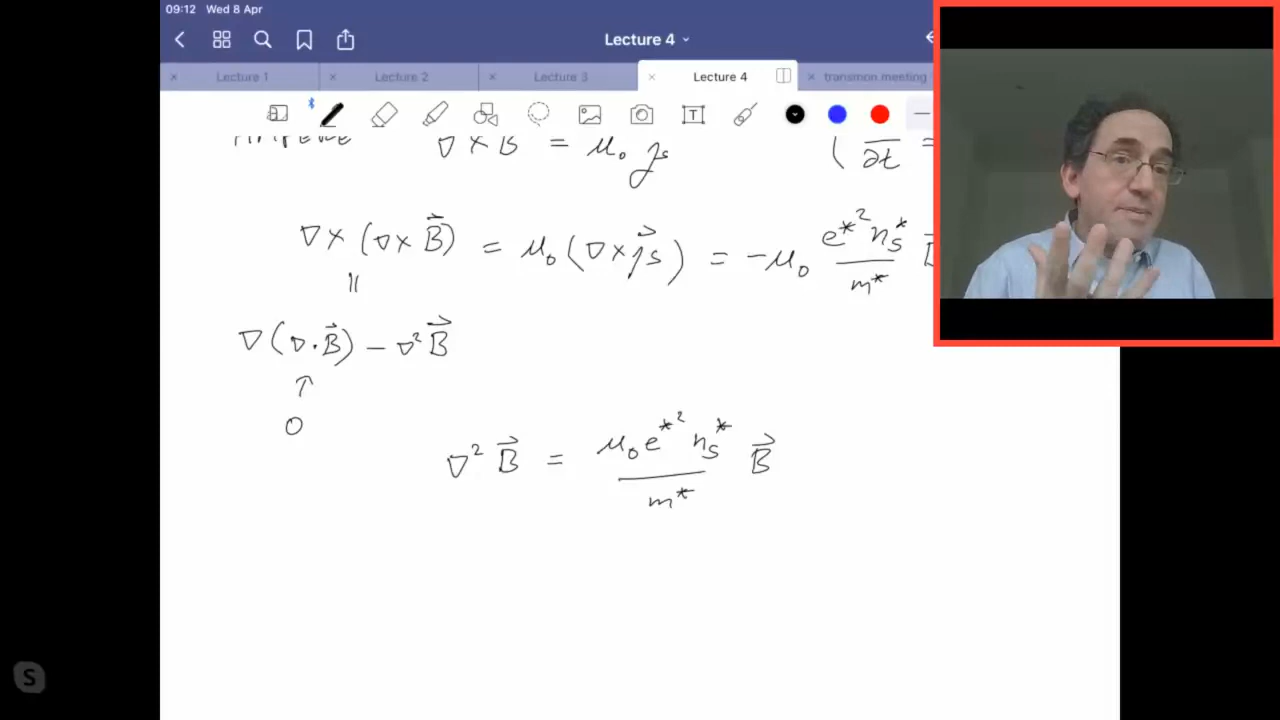 09:12 Wed 8 Apr
Lecture 4
Lecture 1 Lecture 2 Lecture 3 Lecture 4 transmon meeting
T
∇ × B = μ₀ js ( ∂t =
∇ × (∇ × B⃗) = μ₀ (∇ × j⃗s) = −μ₀ e*² ns* / m*
||
∇(∇ · B⃗) − ∇² B⃗
↑
0
∇² B⃗ = μ₀ e*² ns* / m* B⃗
S